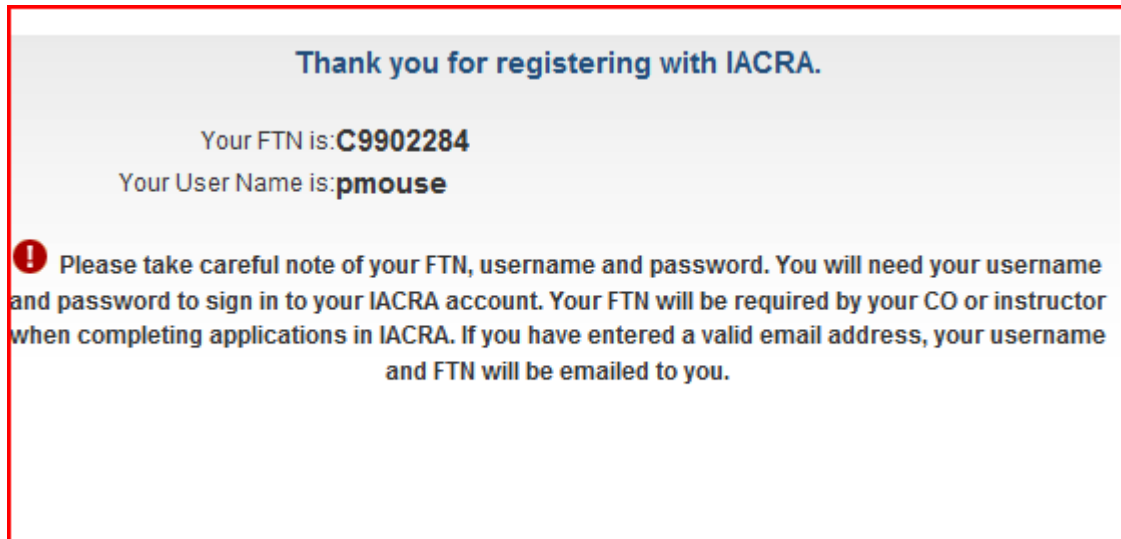 Thank you for registering with IACRA.
Your FTN is:C9902284
Your User Name is:pmouse
Please take careful note of your FTN, username and password. You will need your username
and password to sign in to your IACRA account. Your FTN will be required by your CO or instructor
when completing applications in IACRA. If you have entered a valid email address, your username
and FTN will be emailed to you.